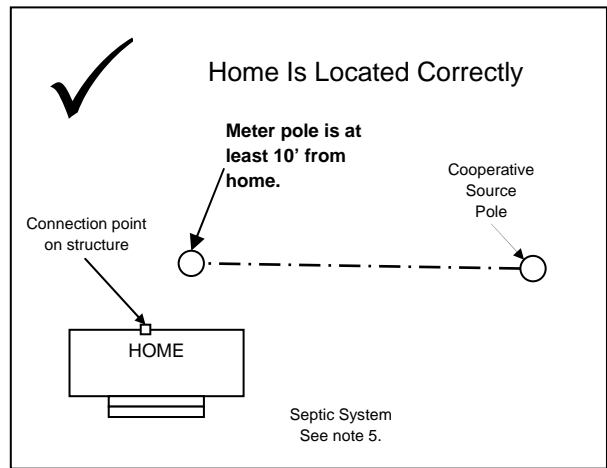 Home Is Located Correctly
Meter pole is at
least 10’ from
home.
Cooperative
Source
Pole
Connection point
on structure
HOME
Septic System
See note 5.